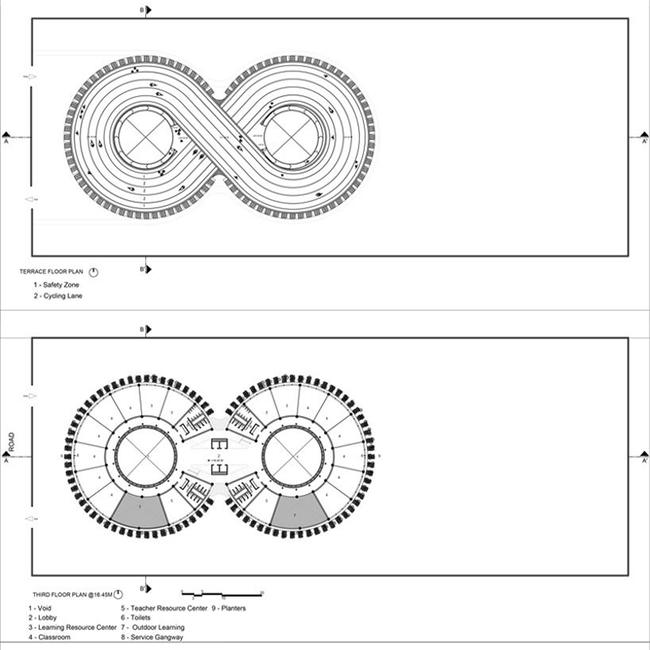 B
A
A'
TERRACE FLOOR PLAN
B'
1 - Safety Zone
2 - Cycling Lane
B
ROAD
A
A'
THIRD FLOOR PLAN @16.45M
B'
1 - Void
5 - Teacher Resource Center
9 - Planters
2 - Lobby
6 - Toilets
3 - Learning Resource Center
7 - Outdoor Learning
4 - Classroom
8 - Service Gangway